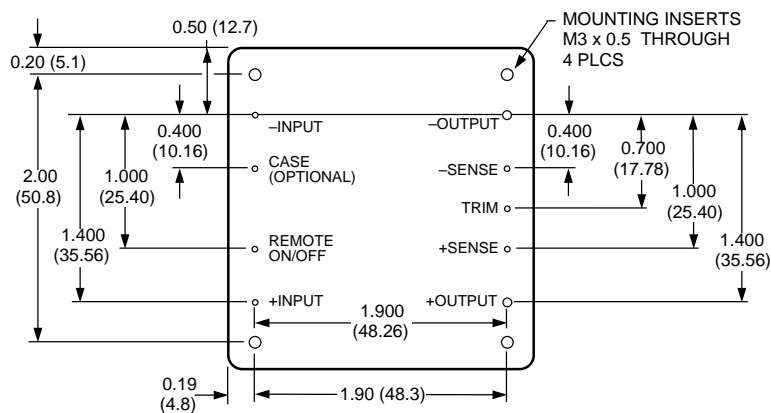 0.50 (12.7)
MOUNTING INSERTS
M3 x 0.5 THROUGH
4 PLCS
0.20 (5.1)
–INPUT
–OUTPUT
0.400
(10.16)
CASE
(OPTIONAL)
–SENSE
0.400
(10.16)
0.700
(17.78)
2.00
(50.8)
1.000
(25.40)
TRIM
1.000
(25.40)
1.400
(35.56)
REMOTE
ON/OFF
+SENSE
1.400
(35.56)
+INPUT
+OUTPUT
1.900
(48.26)
0.19
(4.8)
1.90 (48.3)